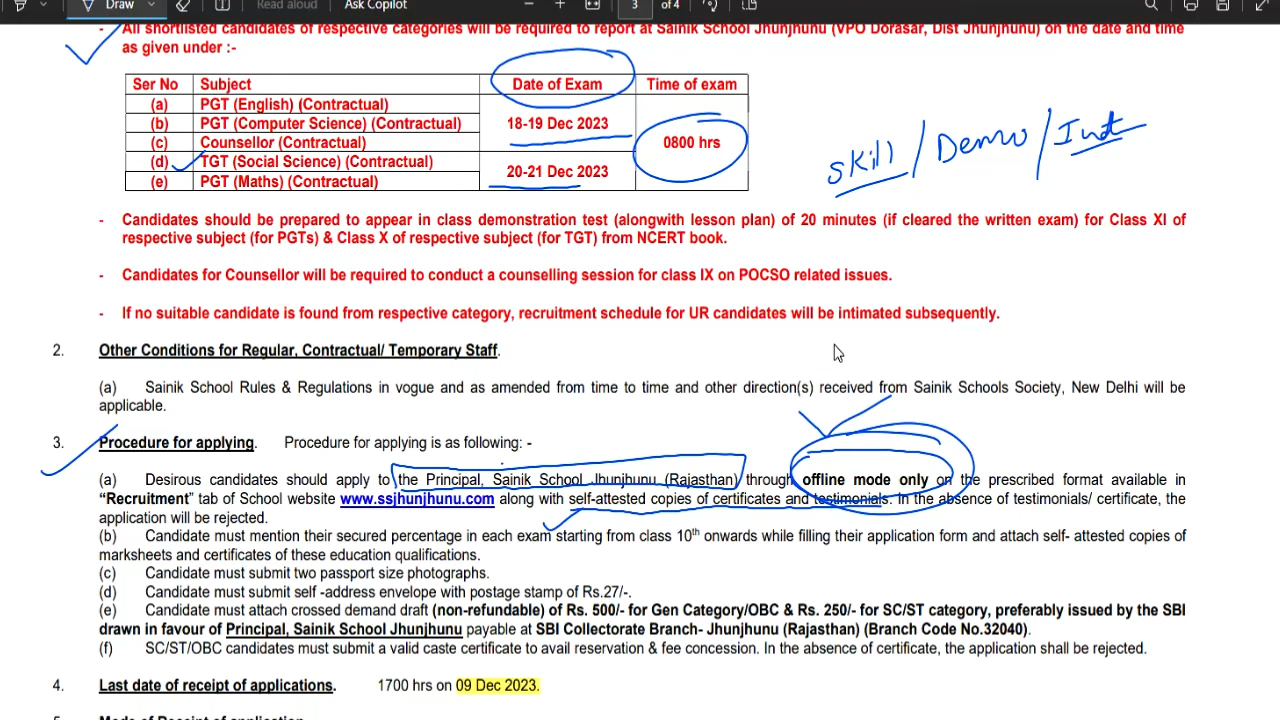 Draw
Read aloud
Ask Copilot
3 of 4
- All shortlisted candidates of respective categories will be required to report at Sainik School Jhunjhunu (VPO Dorasar, Dist Jhunjhunu) on the date and time
as given under :-
Ser No Subject Date of Exam Time of exam
(a) PGT (English) (Contractual)
(b) PGT (Computer Science) (Contractual) 18-19 Dec 2023
(c) Counsellor (Contractual) 0800 hrs
(d) TGT (Social Science) (Contractual) 20-21 Dec 2023
(e) PGT (Maths) (Contractual)
Skill / Demo / Int
- Candidates should be prepared to appear in class demonstration test (alongwith lesson plan) of 20 minutes (if cleared the written exam) for Class XI of
respective subject (for PGTs) & Class X of respective subject (for TGT) from NCERT book.
- Candidates for Counsellor will be required to conduct a counselling session for class IX on POCSO related issues.
- If no suitable candidate is found from respective category, recruitment schedule for UR candidates will be intimated subsequently.
2. Other Conditions for Regular, Contractual/ Temporary Staff.
(a) Sainik School Rules & Regulations in vogue and as amended from time to time and other direction(s) received from Sainik Schools Society, New Delhi will be
applicable.
3. Procedure for applying. Procedure for applying is as following: -
(a) Desirous candidates should apply to the Principal, Sainik School Jhunjhunu (Rajasthan) through offline mode only on the prescribed format available in
“Recruitment” tab of School website www.ssjhunjhunu.com along with self-attested copies of certificates and testimonials. In the absence of testimonials/ certificate, the
application will be rejected.
(b) Candidate must mention their secured percentage in each exam starting from class 10th onwards while filling their application form and attach self- attested copies of
marksheets and certificates of these education qualifications.
(c) Candidate must submit two passport size photographs.
(d) Candidate must submit self -address envelope with postage stamp of Rs.27/-.
(e) Candidate must attach crossed demand draft (non-refundable) of Rs. 500/- for Gen Category/OBC & Rs. 250/- for SC/ST category, preferably issued by the SBI
drawn in favour of Principal, Sainik School Jhunjhunu payable at SBI Collectorate Branch- Jhunjhunu (Rajasthan) (Branch Code No.32040).
(f) SC/ST/OBC candidates must submit a valid caste certificate to avail reservation & fee concession. In the absence of certificate, the application shall be rejected.
4. Last date of receipt of applications. 1700 hrs on 09 Dec 2023.
5. Mode of Receipt of application